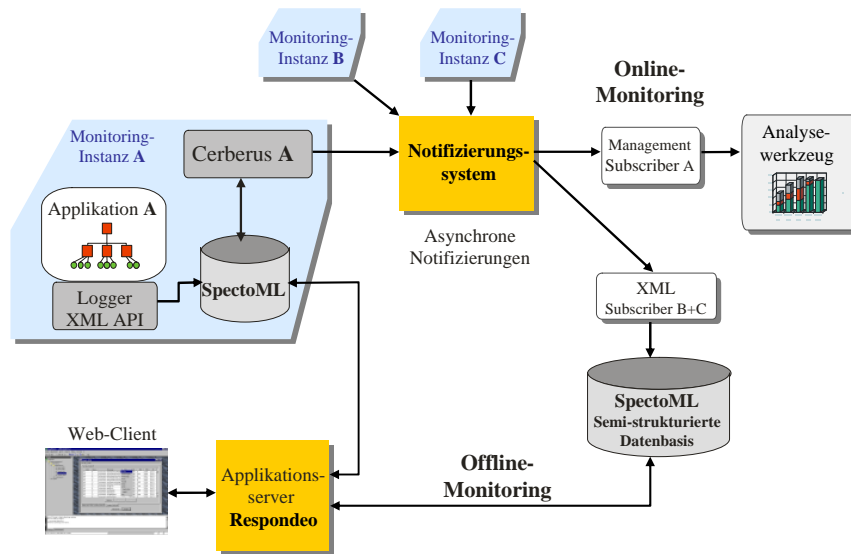 Monitoring-
Instanz B
Monitoring-
Instanz C
Online-
Monitoring
Monitoring-
Instanz A
Cerberus A
Notifizierungs-
system
Management
Subscriber A
Analyse-
werkzeug
Applikation A
Asynchrone
Notifizierungen
SpectoML
Logger
XML API
XML
Subscriber B+C
SpectoML
Semi-strukturierte
Datenbasis
Web-Client
Applikations-
server
Respondeo
Offline-
Monitoring